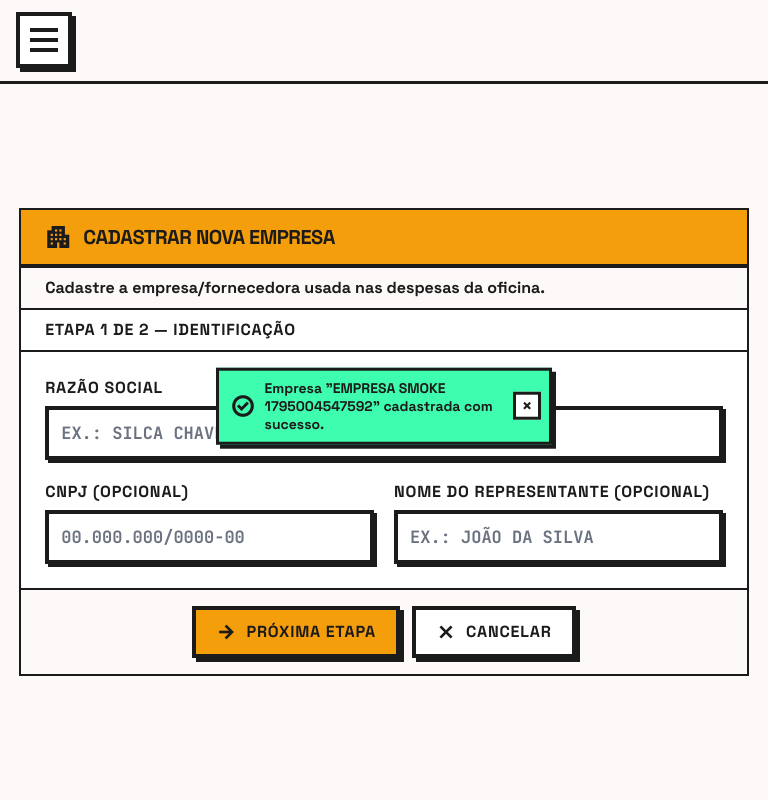 CADASTRAR NOVA EMPRESA
Cadastre a empresa/fornecedora usada nas despesas da oficina.
ETAPA 1 DE 2 — IDENTIFICAÇÃO
RAZÃO SOCIAL
Empresa "EMPRESA SMOKE
1795004547592" cadastrada com
sucesso.
×
EX.: SILCA CHAV
CNPJ (OPCIONAL)
NOME DO REPRESENTANTE (OPCIONAL)
00.000.000/0000-00
EX.: JOÃO DA SILVA
PRÓXIMA ETAPA
CANCELAR